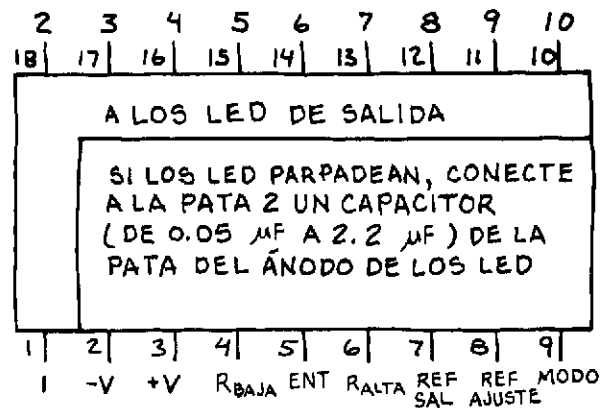 2 3 4 5 6 7 8 9 10
18 17 16 15 14 13 12 11 10
A LOS LED DE SALIDA
SI LOS LED PARPADEAN, CONECTE
A LA PATA 2 UN CAPACITOR
(DE 0.05 µF A 2.2 µF) DE LA
PATA DEL ÁNODO DE LOS LED
1 2 3 4 5 6 7 8 9
1 -V +V RBAJA ENT RALTA REF SAL REF AJUSTE MODO